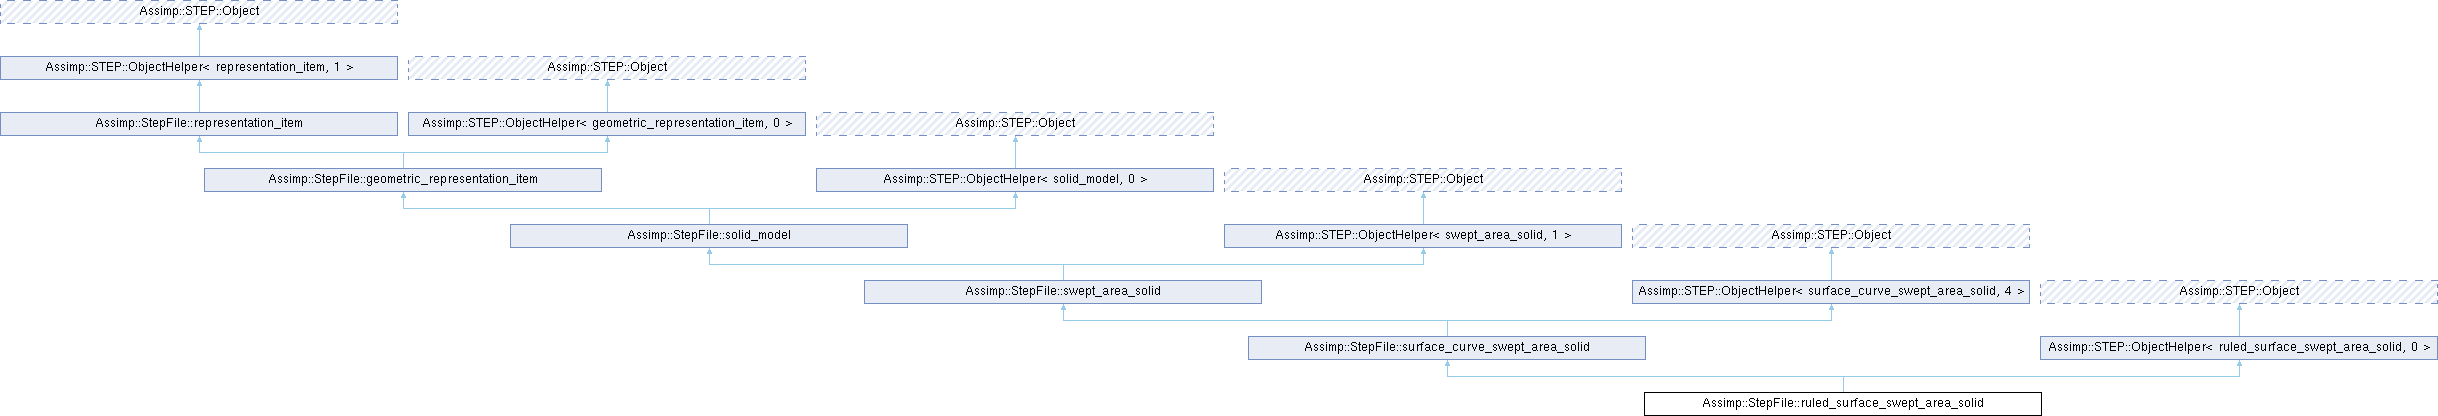 Assimp::STEP::Object
Assimp::STEP::ObjectHelper< representation_item, 1 >
Assimp::STEP::Object
Assimp::StepFile::representation_item
Assimp::STEP::ObjectHelper< geometric_representation_item, 0 >
Assimp::STEP::Object
Assimp::StepFile::geometric_representation_item
Assimp::STEP::ObjectHelper< solid_model, 0 >
Assimp::STEP::Object
Assimp::StepFile::solid_model
Assimp::STEP::ObjectHelper< swept_area_solid, 1 >
Assimp::STEP::Object
Assimp::StepFile::swept_area_solid
Assimp::STEP::ObjectHelper< surface_curve_swept_area_solid, 4 >
Assimp::STEP::Object
Assimp::StepFile::surface_curve_swept_area_solid
Assimp::STEP::ObjectHelper< ruled_surface_swept_area_solid, 0 >
Assimp::StepFile::ruled_surface_swept_area_solid